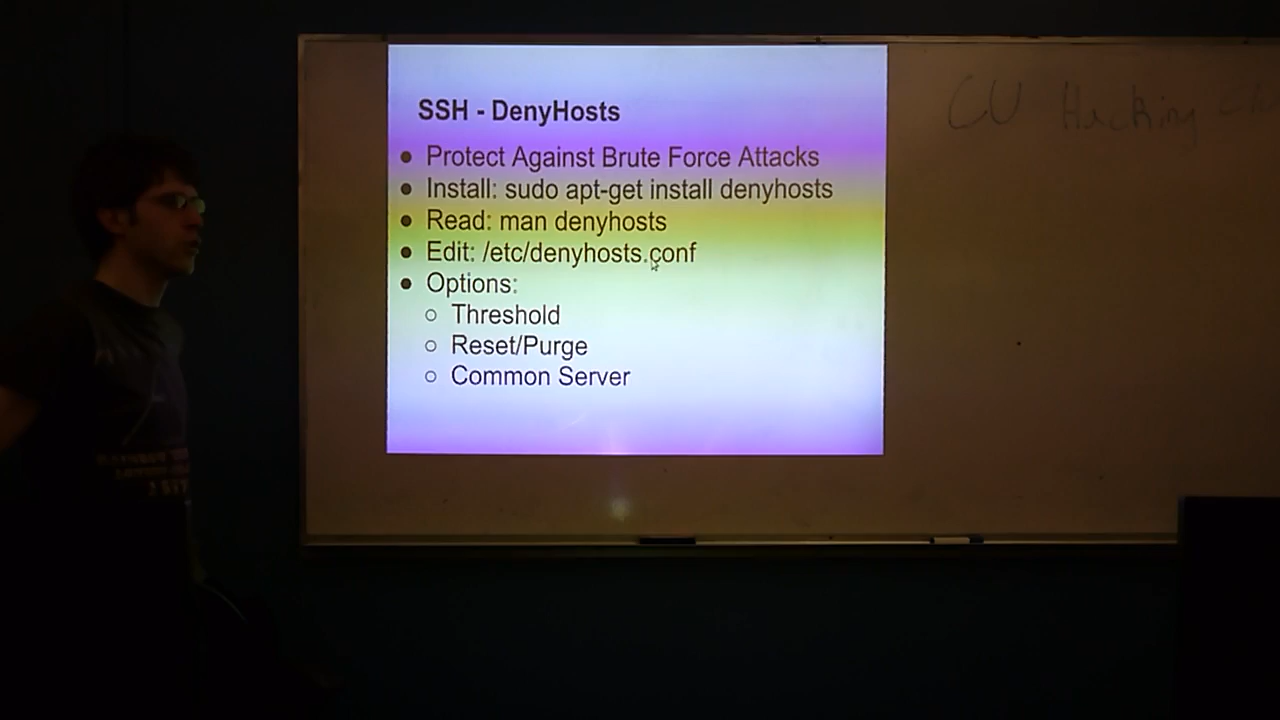 SSH - DenyHosts
● Protect Against Brute Force Attacks
● Install: sudo apt-get install denyhosts
● Read: man denyhosts
● Edit: /etc/denyhosts.conf
● Options:
○ Threshold
○ Reset/Purge
○ Common Server
CU Hacking